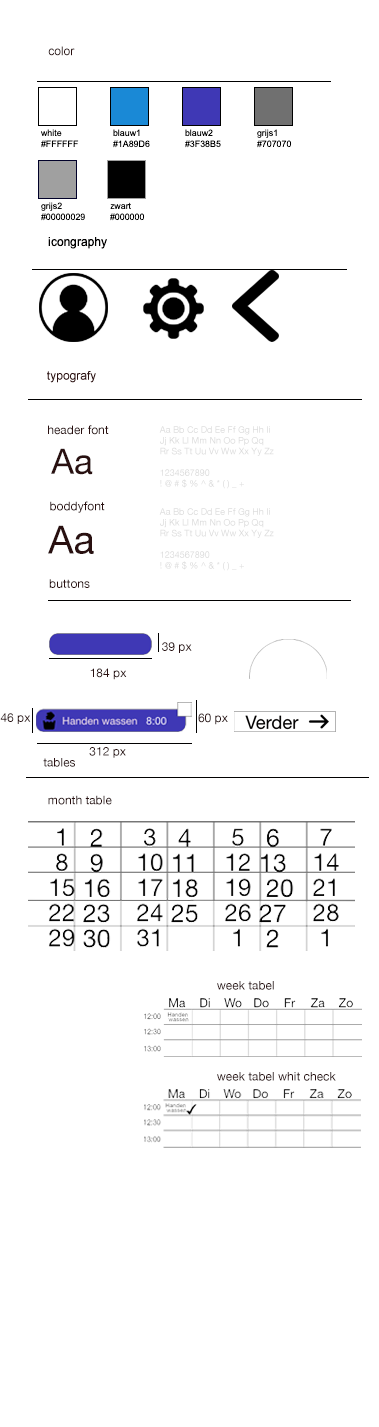 color
white
#FFFFFF
blauw1
#1A89D6
blauw2
#3F38B5
grijs1
#707070
grijs2
#00000029
zwart
#000000
icongraphy
typografy
header font
Aa
Aa Bb Cc Dd Ee Ff Gg Hh Ii
Jj Kk Ll Mm Nn Oo Pp Qq
Rr Ss Tt Uu Vv Ww Xx Yy Zz
1234567890
! @ # $ % ^ & * ( ) _ +
boddyfont
Aa
Aa Bb Cc Dd Ee Ff Gg Hh Ii
Jj Kk Ll Mm Nn Oo Pp Qq
Rr Ss Tt Uu Vv Ww Xx Yy Zz
1234567890
! @ # $ % ^ & * ( ) _ +
buttons
39 px
184 px
46 px
Handen wassen 8:00
60 px
Verder
312 px
tables
month table
1 2 3 4 5 6 7
8 9 10 11 12 13 14
15 16 17 18 19 20 21
22 23 24 25 26 27 28
29 30 31 1 2 1
week tabel
Ma Di Wo Do Fr Za Zo
12:00 Handen
wassen
12:30
13:00
week tabel whit check
Ma Di Wo Do Fr Za Zo
12:00 Handen
wassen
12:30
13:00